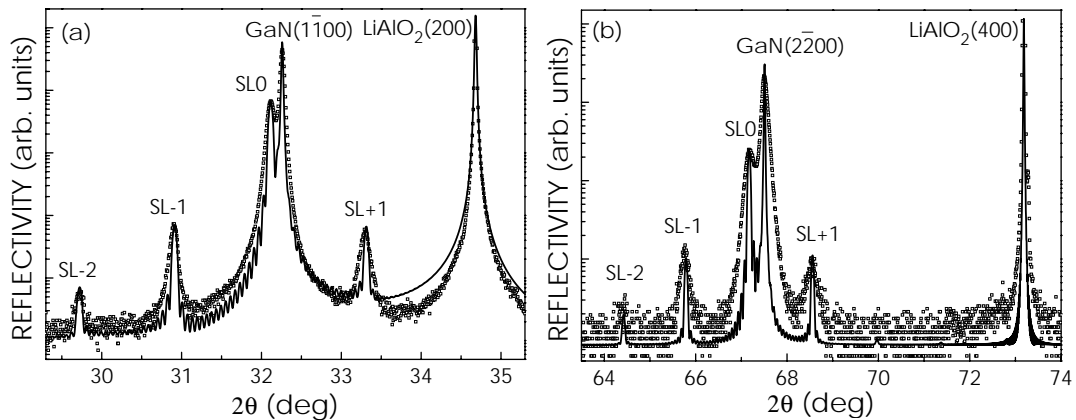 (a)
GaN(11̅00) LiAlO₂(200)
SL0
SL-1
SL+1
SL-2
REFLECTIVITY (arb. units)
30 31 32 33 34 35
2θ (deg)
(b)
LiAlO₂(400)
GaN(22̅00)
SL0
SL-1
SL+1
SL-2
REFLECTIVITY (arb. units)
64 66 68 70 72 74
2θ (deg)